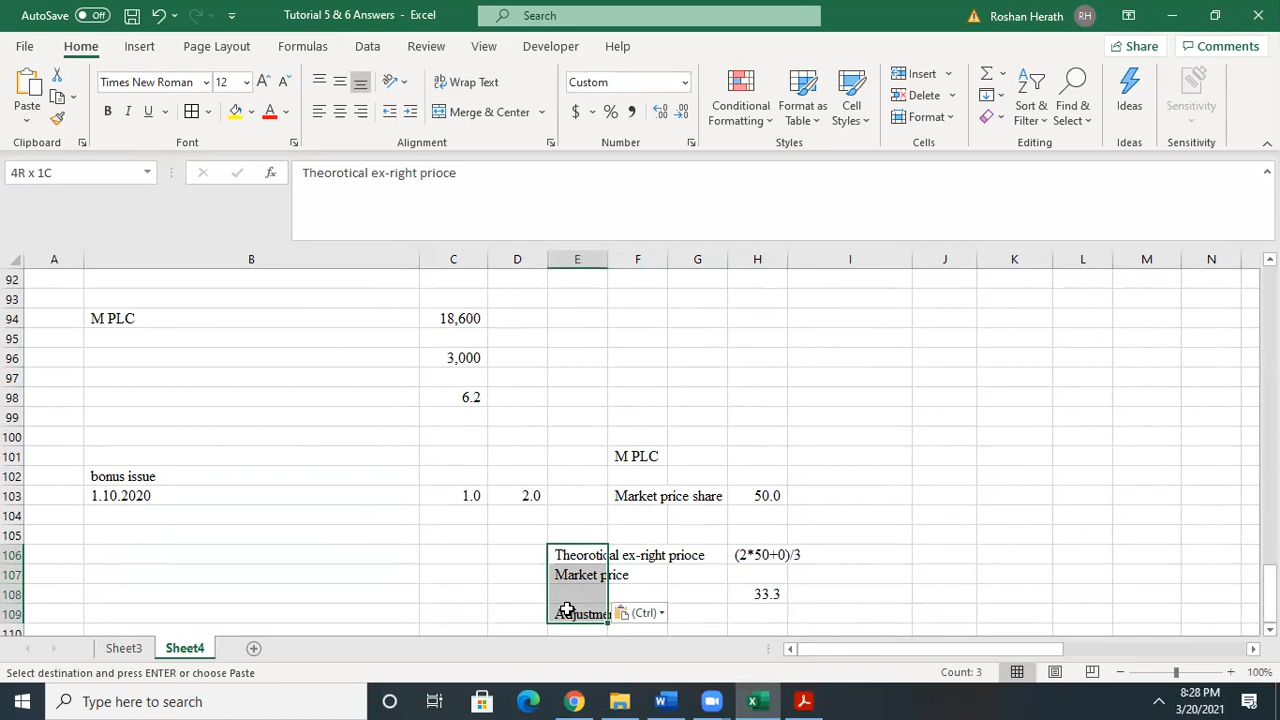 AutoSave Off Tutorial 5 & 6 Answers - Excel Search Roshan Herath RH
File Home Insert Page Layout Formulas Data Review View Developer Help Share Comments
Times New Roman 12 Wrap Text Custom Insert
Paste Merge & Center Conditional Formatting Format as Table Cell Styles Delete Sort & Filter Find & Select Ideas Sensitivity
Format
Clipboard Font Alignment Number Styles Cells Editing Ideas Sensitivity
4R x 1C fx Theorotical ex-right prioce
A B C D E F G H I J K L M N
92
93
94 M PLC 18,600
95
96 3,000
97
98 6.2
99
100
101 M PLC
102 bonus issue
103 1.10.2020 1.0 2.0 Market price share 50.0
104
105
106 Theorotical ex-right prioce (2*50+0)/3
107 Market price
108 33.3
109 (Ctrl)
110
Sheet3 Sheet4
Select destination and press ENTER or choose Paste Count: 3 100%
Type here to search 8:28 PM
3/20/2021